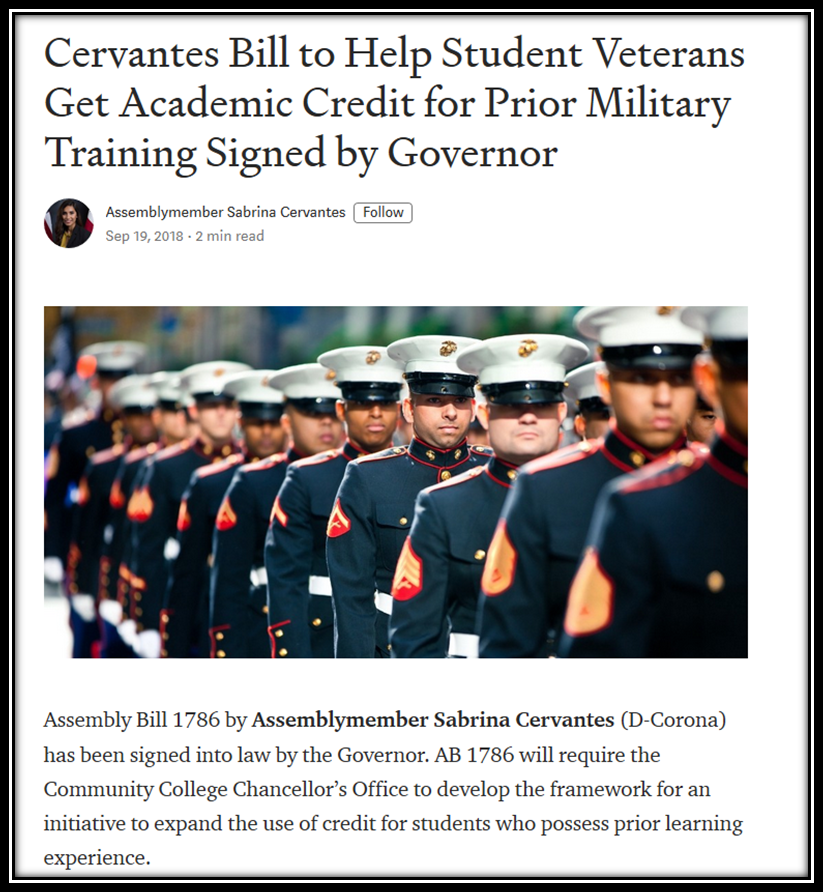 Cervantes Bill to Help Student Veterans
Get Academic Credit for Prior Military
Training Signed by Governor
Assemblymember Sabrina Cervantes Follow
Sep 19, 2018 · 2 min read
Assembly Bill 1786 by Assemblymember Sabrina Cervantes (D-Corona)
has been signed into law by the Governor. AB 1786 will require the
Community College Chancellor’s Office to develop the framework for an
initiative to expand the use of credit for students who possess prior learning
experience.